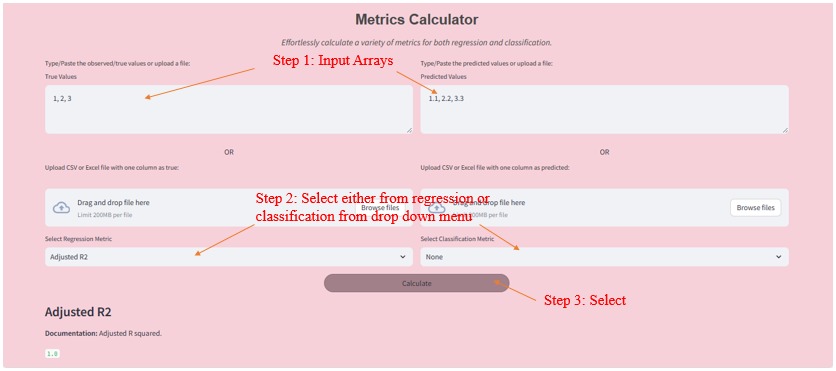 Metrics Calculator
Effortlessly calculate a variety of metrics for both regression and classification.
Step 1: Input Arrays
Type/Paste the observed/true values or upload a file:
True Values
1, 2, 3
Type/Paste the predicted values or upload a file:
Predicted Values
1.1, 2.2, 3.3
OR
OR
Upload CSV or Excel file with one column as true:
Upload CSV or Excel file with one column as predicted:
Drag and drop file here
Limit 200MB per file
Browse files
Drag and drop file here
200MB per file
Browse files
Step 2: Select either from regression or
classification from drop down menu
Select Regression Metric
Adjusted R2
Select Classification Metric
None
Calculate
Step 3: Select
Adjusted R2
Documentation: Adjusted R squared.
1.0